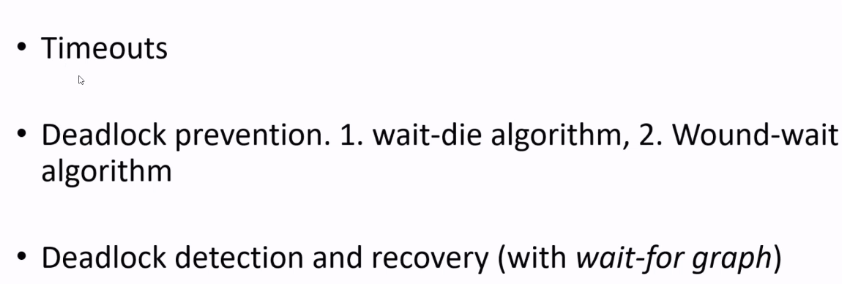 • Timeouts
• Deadlock prevention. 1. wait-die algorithm, 2. Wound-wait
algorithm
• Deadlock detection and recovery (with wait-for graph)